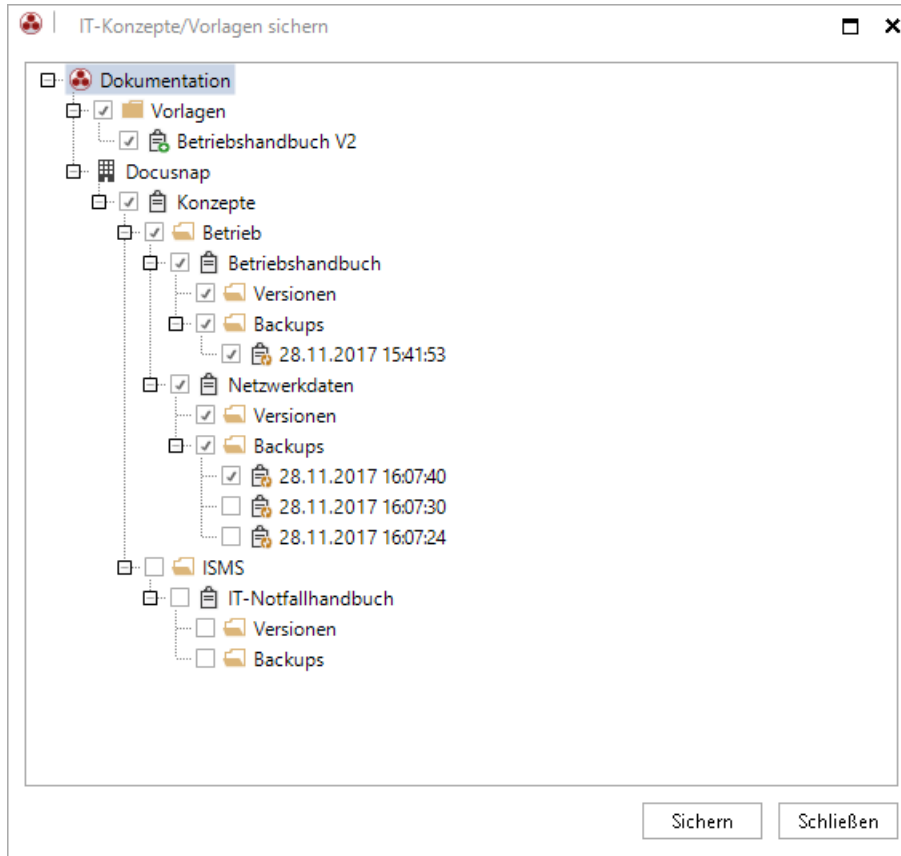 IT-Konzepte/Vorlagen sichern
Dokumentation
Vorlagen
Betriebshandbuch V2
Docusnap
Konzepte
Betrieb
Betriebshandbuch
Versionen
Backups
28.11.2017 15:41:53
Netzwerkdaten
Versionen
Backups
28.11.2017 16:07:40
28.11.2017 16:07:30
28.11.2017 16:07:24
ISMS
IT-Notfallhandbuch
Versionen
Backups
Sichern Schließen